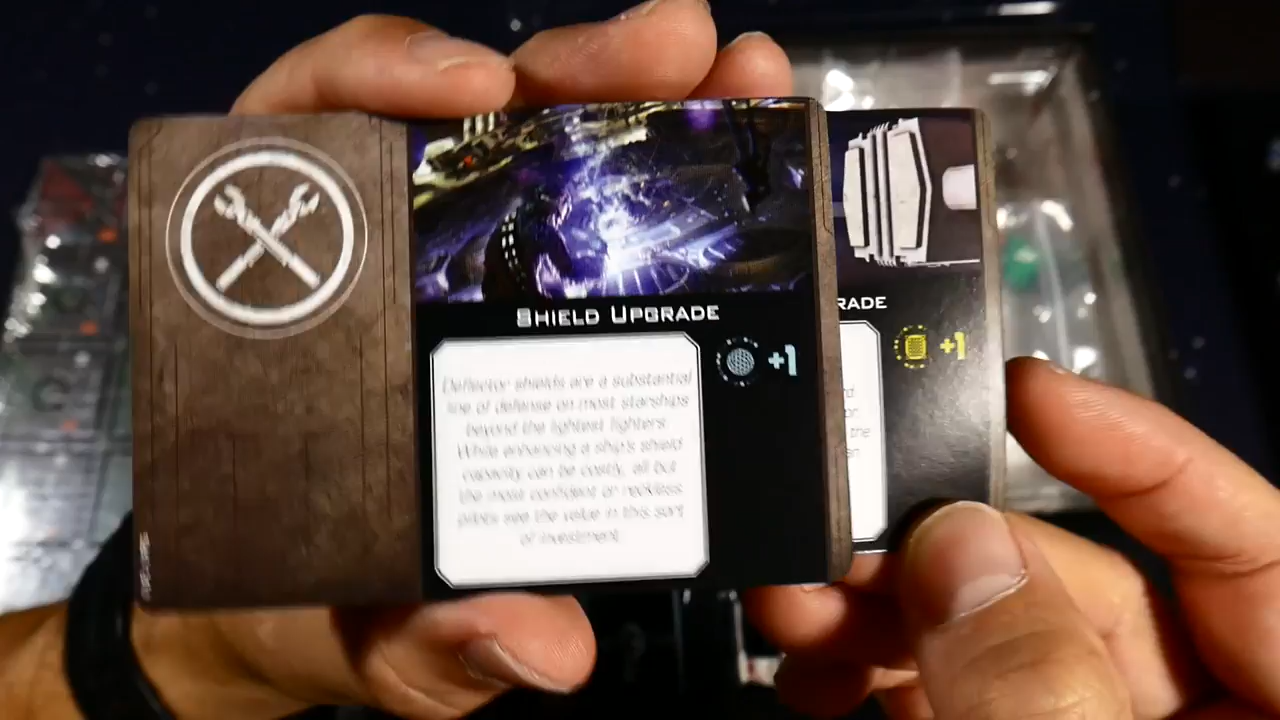 SHIELD UPGRADE
+1
Deflector shields are a substantial
line of defense on most starships
beyond the lightest fighters.
While enhancing a ship's shield
capacity can be costly, all but
the most confident or reckless
pilots see the value in this sort
of investment.
RADE
+1
the